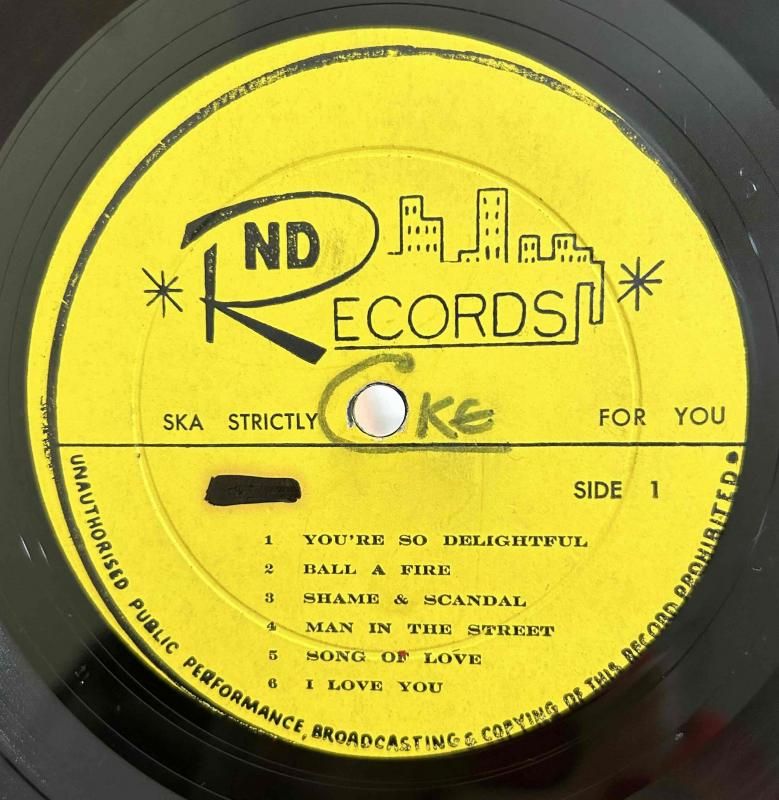 RND
RECORDS
CKE
SKA STRICTLY FOR YOU
SIDE 1
1 YOU'RE SO DELIGHTFUL
2 BALL A FIRE
3 SHAME & SCANDAL
4 MAN IN THE STREET
5 SONG OF LOVE
6 I LOVE YOU
UNAUTHORISED PUBLIC PERFORMANCE, BROADCASTING & COPYING OF THIS RECORD PROHIBITED